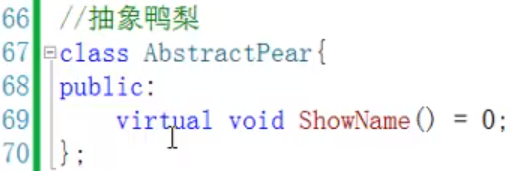 66 //抽象鸭梨
67 class AbstractPear{
68 public:
69     virtual void ShowName() = 0;
70 };